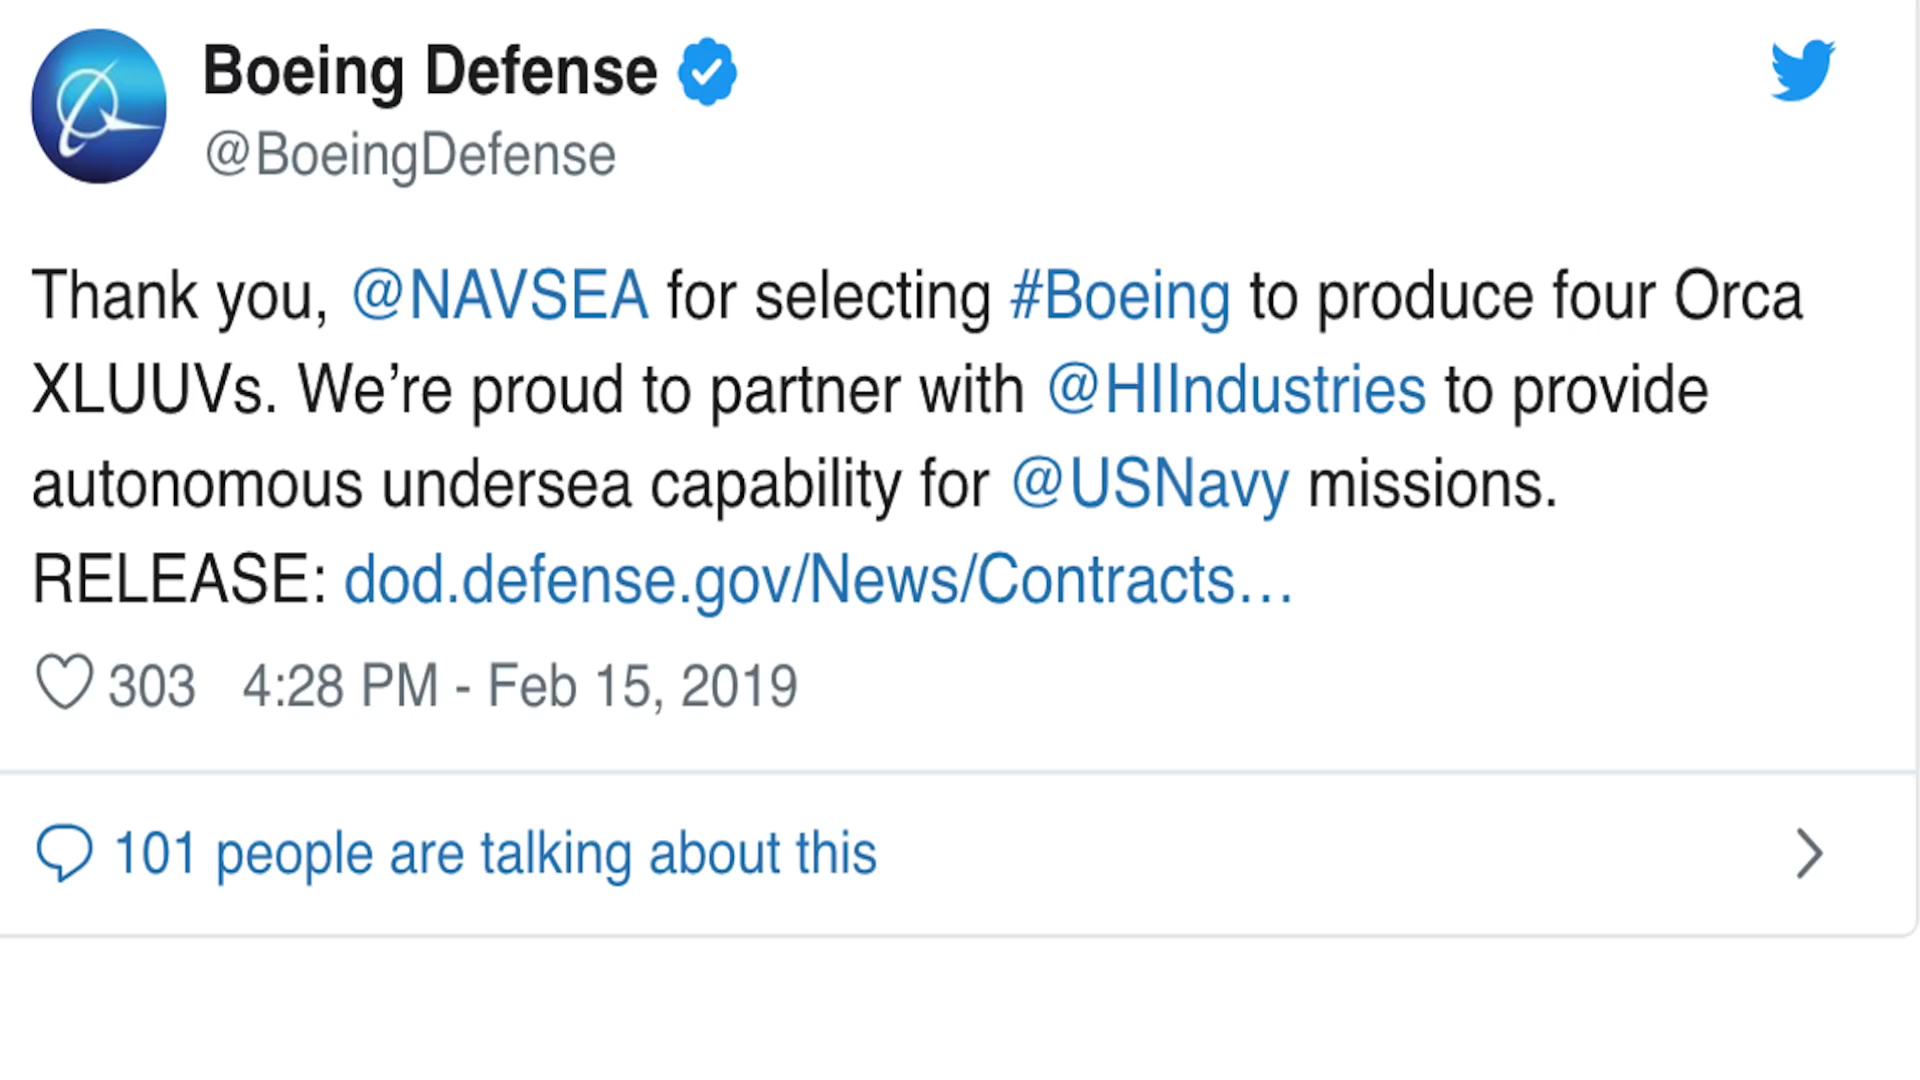 Boeing Defense
@BoeingDefense
Thank you, @NAVSEA for selecting #Boeing to produce four Orca
XLUUVs. We’re proud to partner with @HIIndustries to provide
autonomous undersea capability for @USNavy missions.
RELEASE: dod.defense.gov/News/Contracts…
303 4:28 PM - Feb 15, 2019
101 people are talking about this